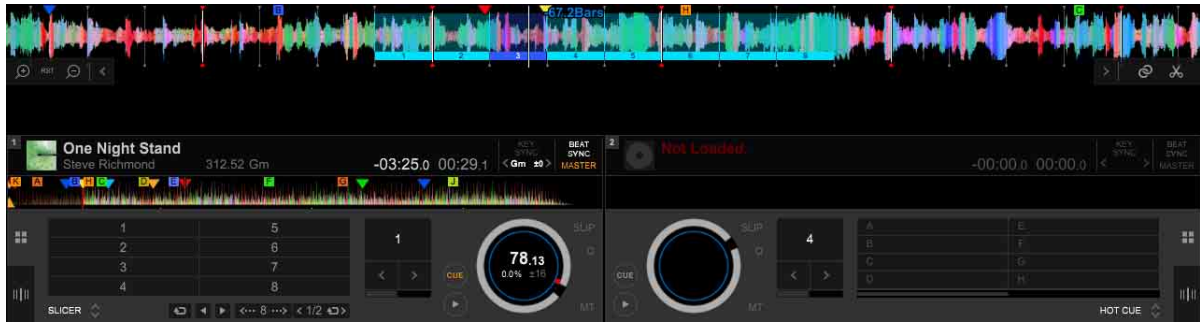 B
67.2Bars
H
C
1 2 3 4 5 6 7 8
RST
1
One Night Stand
Steve Richmond
312.52 Gm
-03:25.0 00:29.1
KEY SYNC
< Gm ±0 >
BEAT SYNC
MASTER
2
Not Loaded.
-00:00.0 00:00.0
KEY SYNC
BEAT SYNC
MASTER
K A B H C D E F G J
1 5
2 6
3 7
4 8
SLICER
<··· 8 ···> < 1/2
1
CUE
78.13
0.0% ±16
SLIP
Q
MT
CUE
SLIP
Q
MT
4
A E
B F
C G
D H
HOT CUE